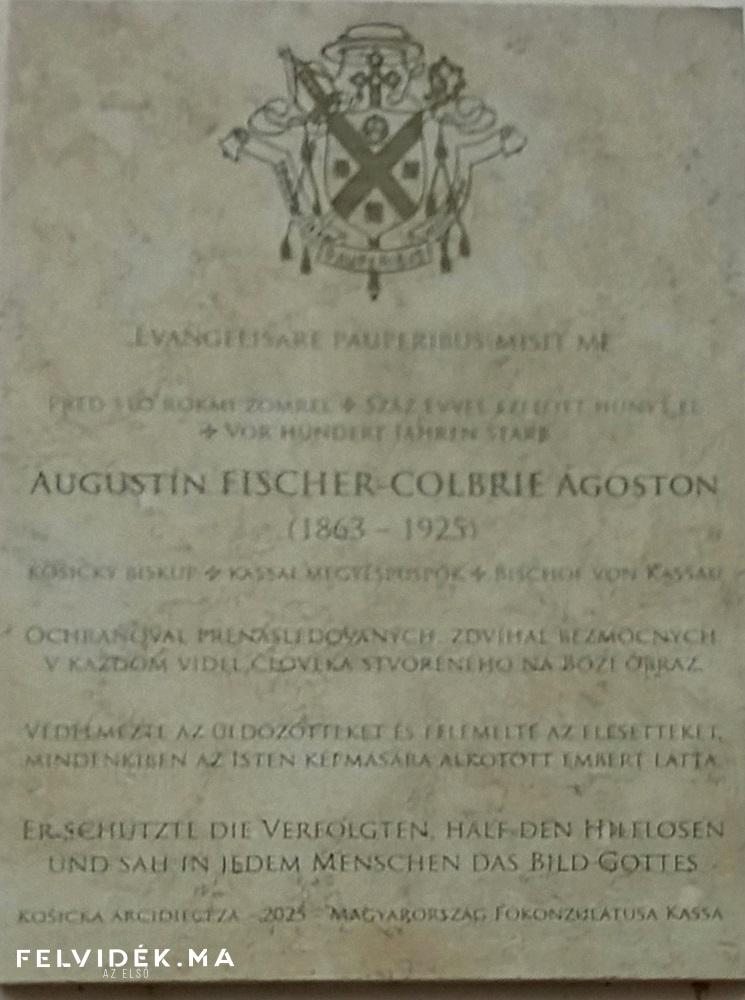 PAUPERIBUS
EVANGELISARE PAUPERIBUS MISIT ME
PRED STO ROKMI ZOMREL ✢ SZÁZ ÉVVEL EZELŐTT HUNYT EL
✢ VOR HUNDERT JAHREN STARB
AUGUSTÍN FISCHER-COLBRIE ÁGOSTON
(1863 – 1925)
KOŠICKÝ BISKUP ✢ KASSAI MEGYÉSPÜSPÖK ✢ BISCHOF VON KASSAU
OCHRAŇOVAL PRENASLEDOVANÝCH, ZDVÍHAL BEZMOCNÝCH
V KAŽDOM VIDEL ČLOVEKA STVORENÉHO NA BOŽÍ OBRAZ.
VÉDELMEZTE AZ ÜLDÖZÖTTEKET ÉS FELEMELTE AZ ELESETTEKET,
MINDENKIBEN AZ ISTEN KÉPMÁSÁRA ALKOTOTT EMBERT LÁTTA.
ER SCHÜTZTE DIE VERFOLGTEN, HALF DEN HILFLOSEN
UND SAH IN JEDEM MENSCHEN DAS BILD GOTTES
KOŠICKÁ ARCIDIECÉZA - 2025 - MAGYARORSZÁG FŐKONZULÁTUSA KASSA
FELVIDÉK.MA
AZ ELSŐ